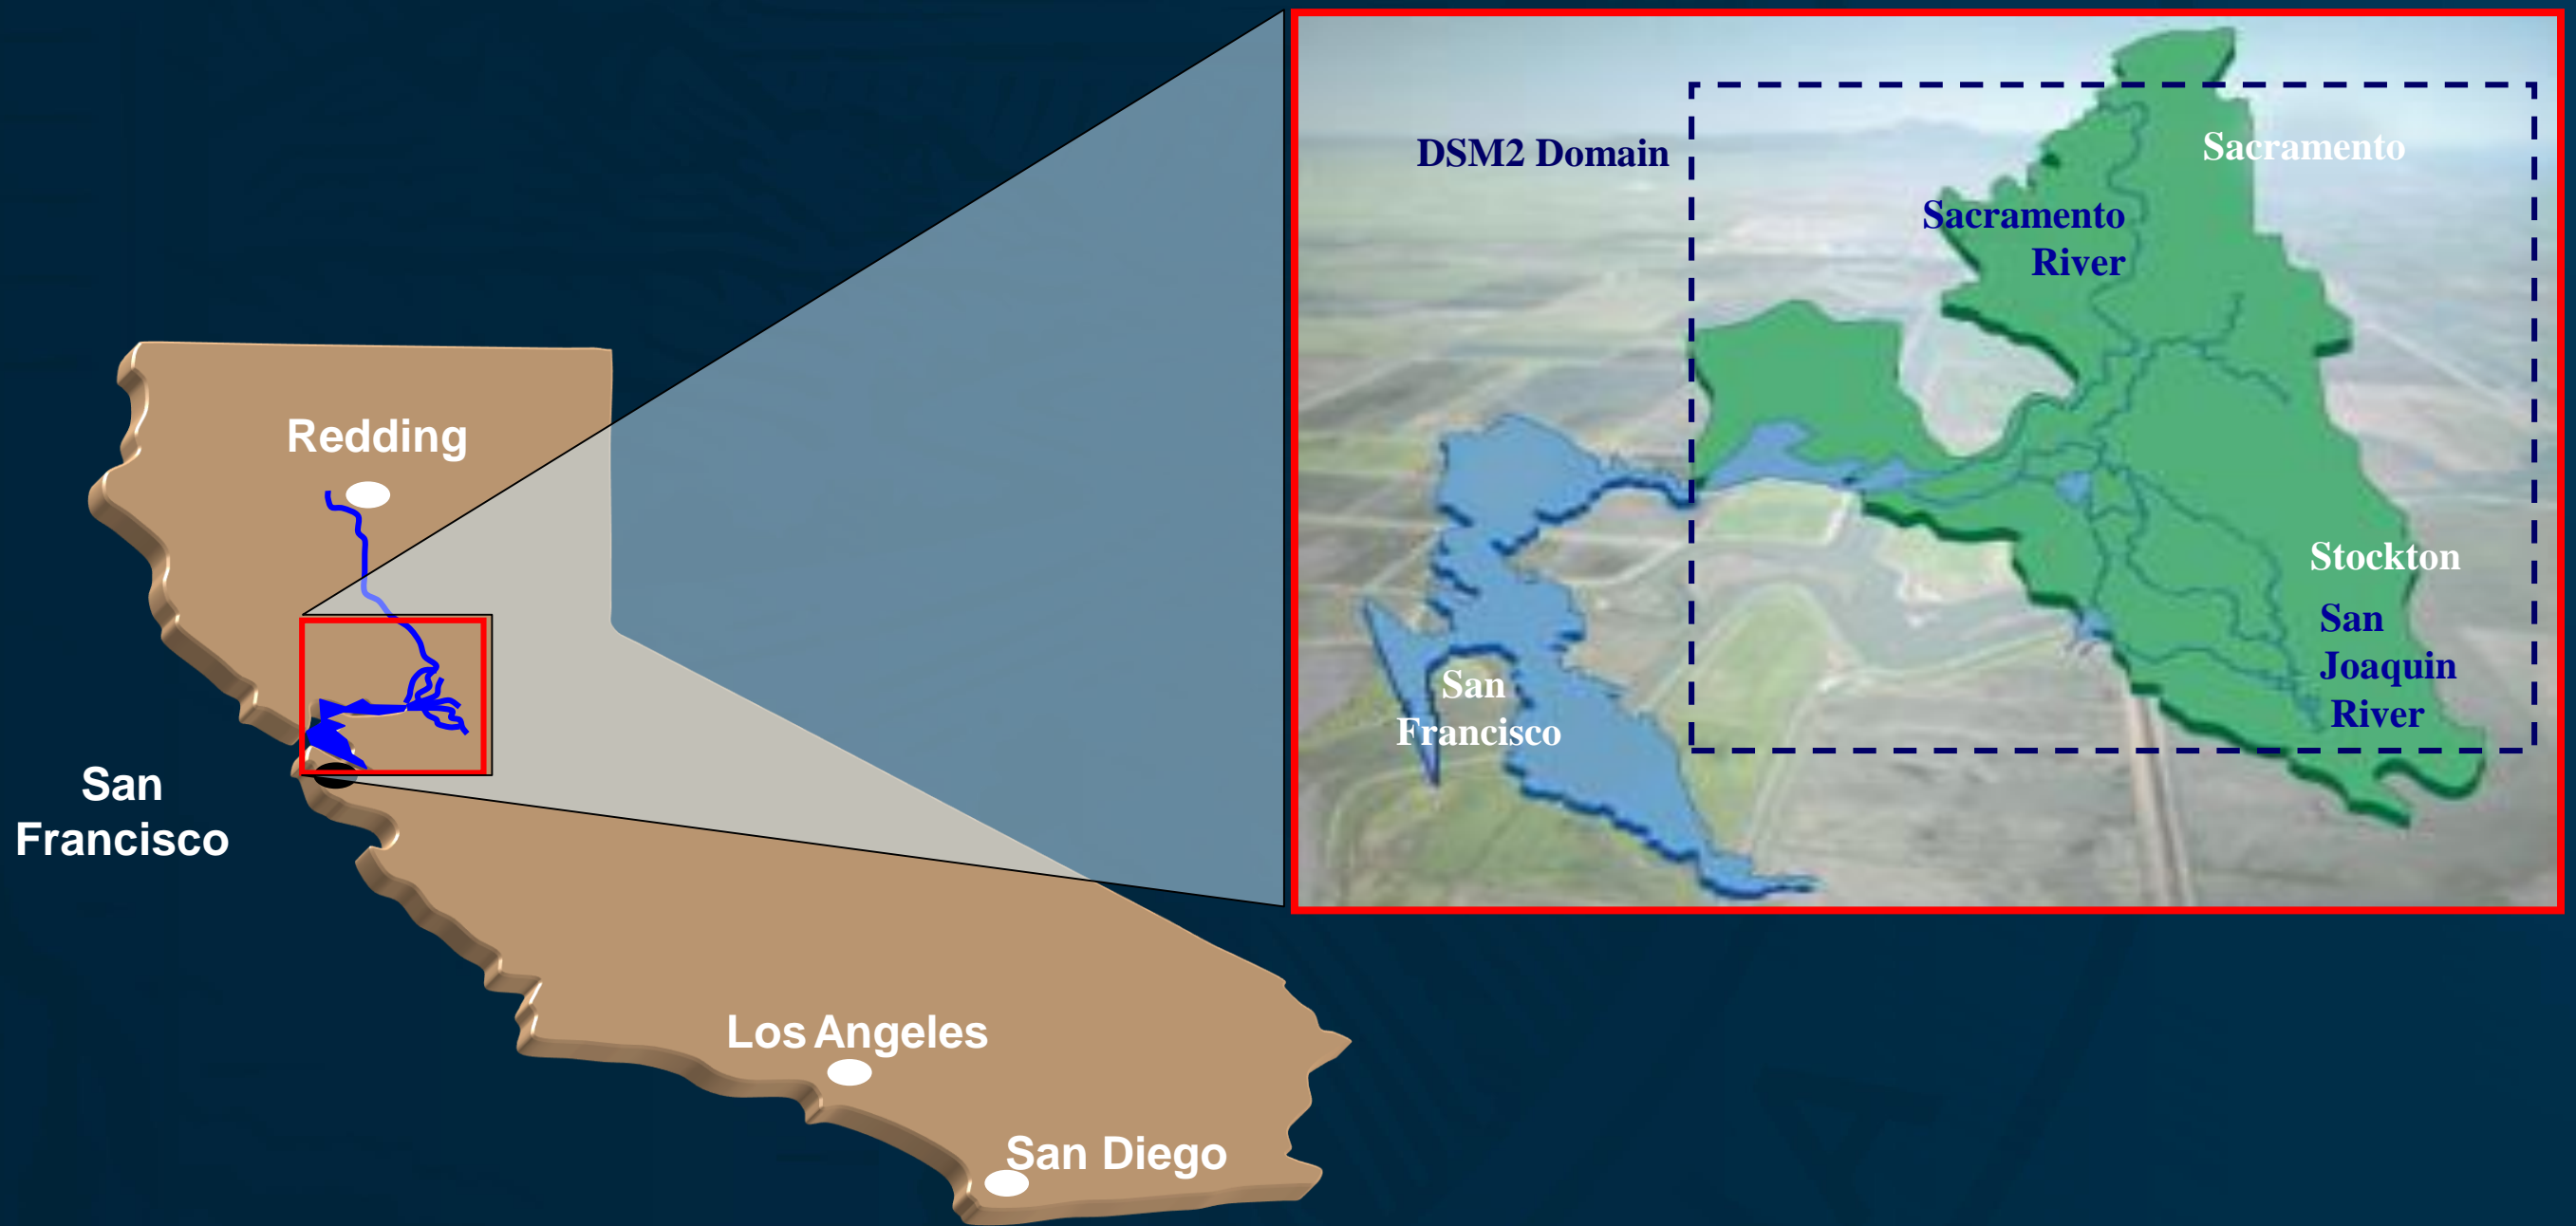 Redding
San
Francisco
Los Angeles
San Diego
DSM2 Domain
Sacramento
Sacramento
River
Stockton
San
Joaquin
River
San
Francisco